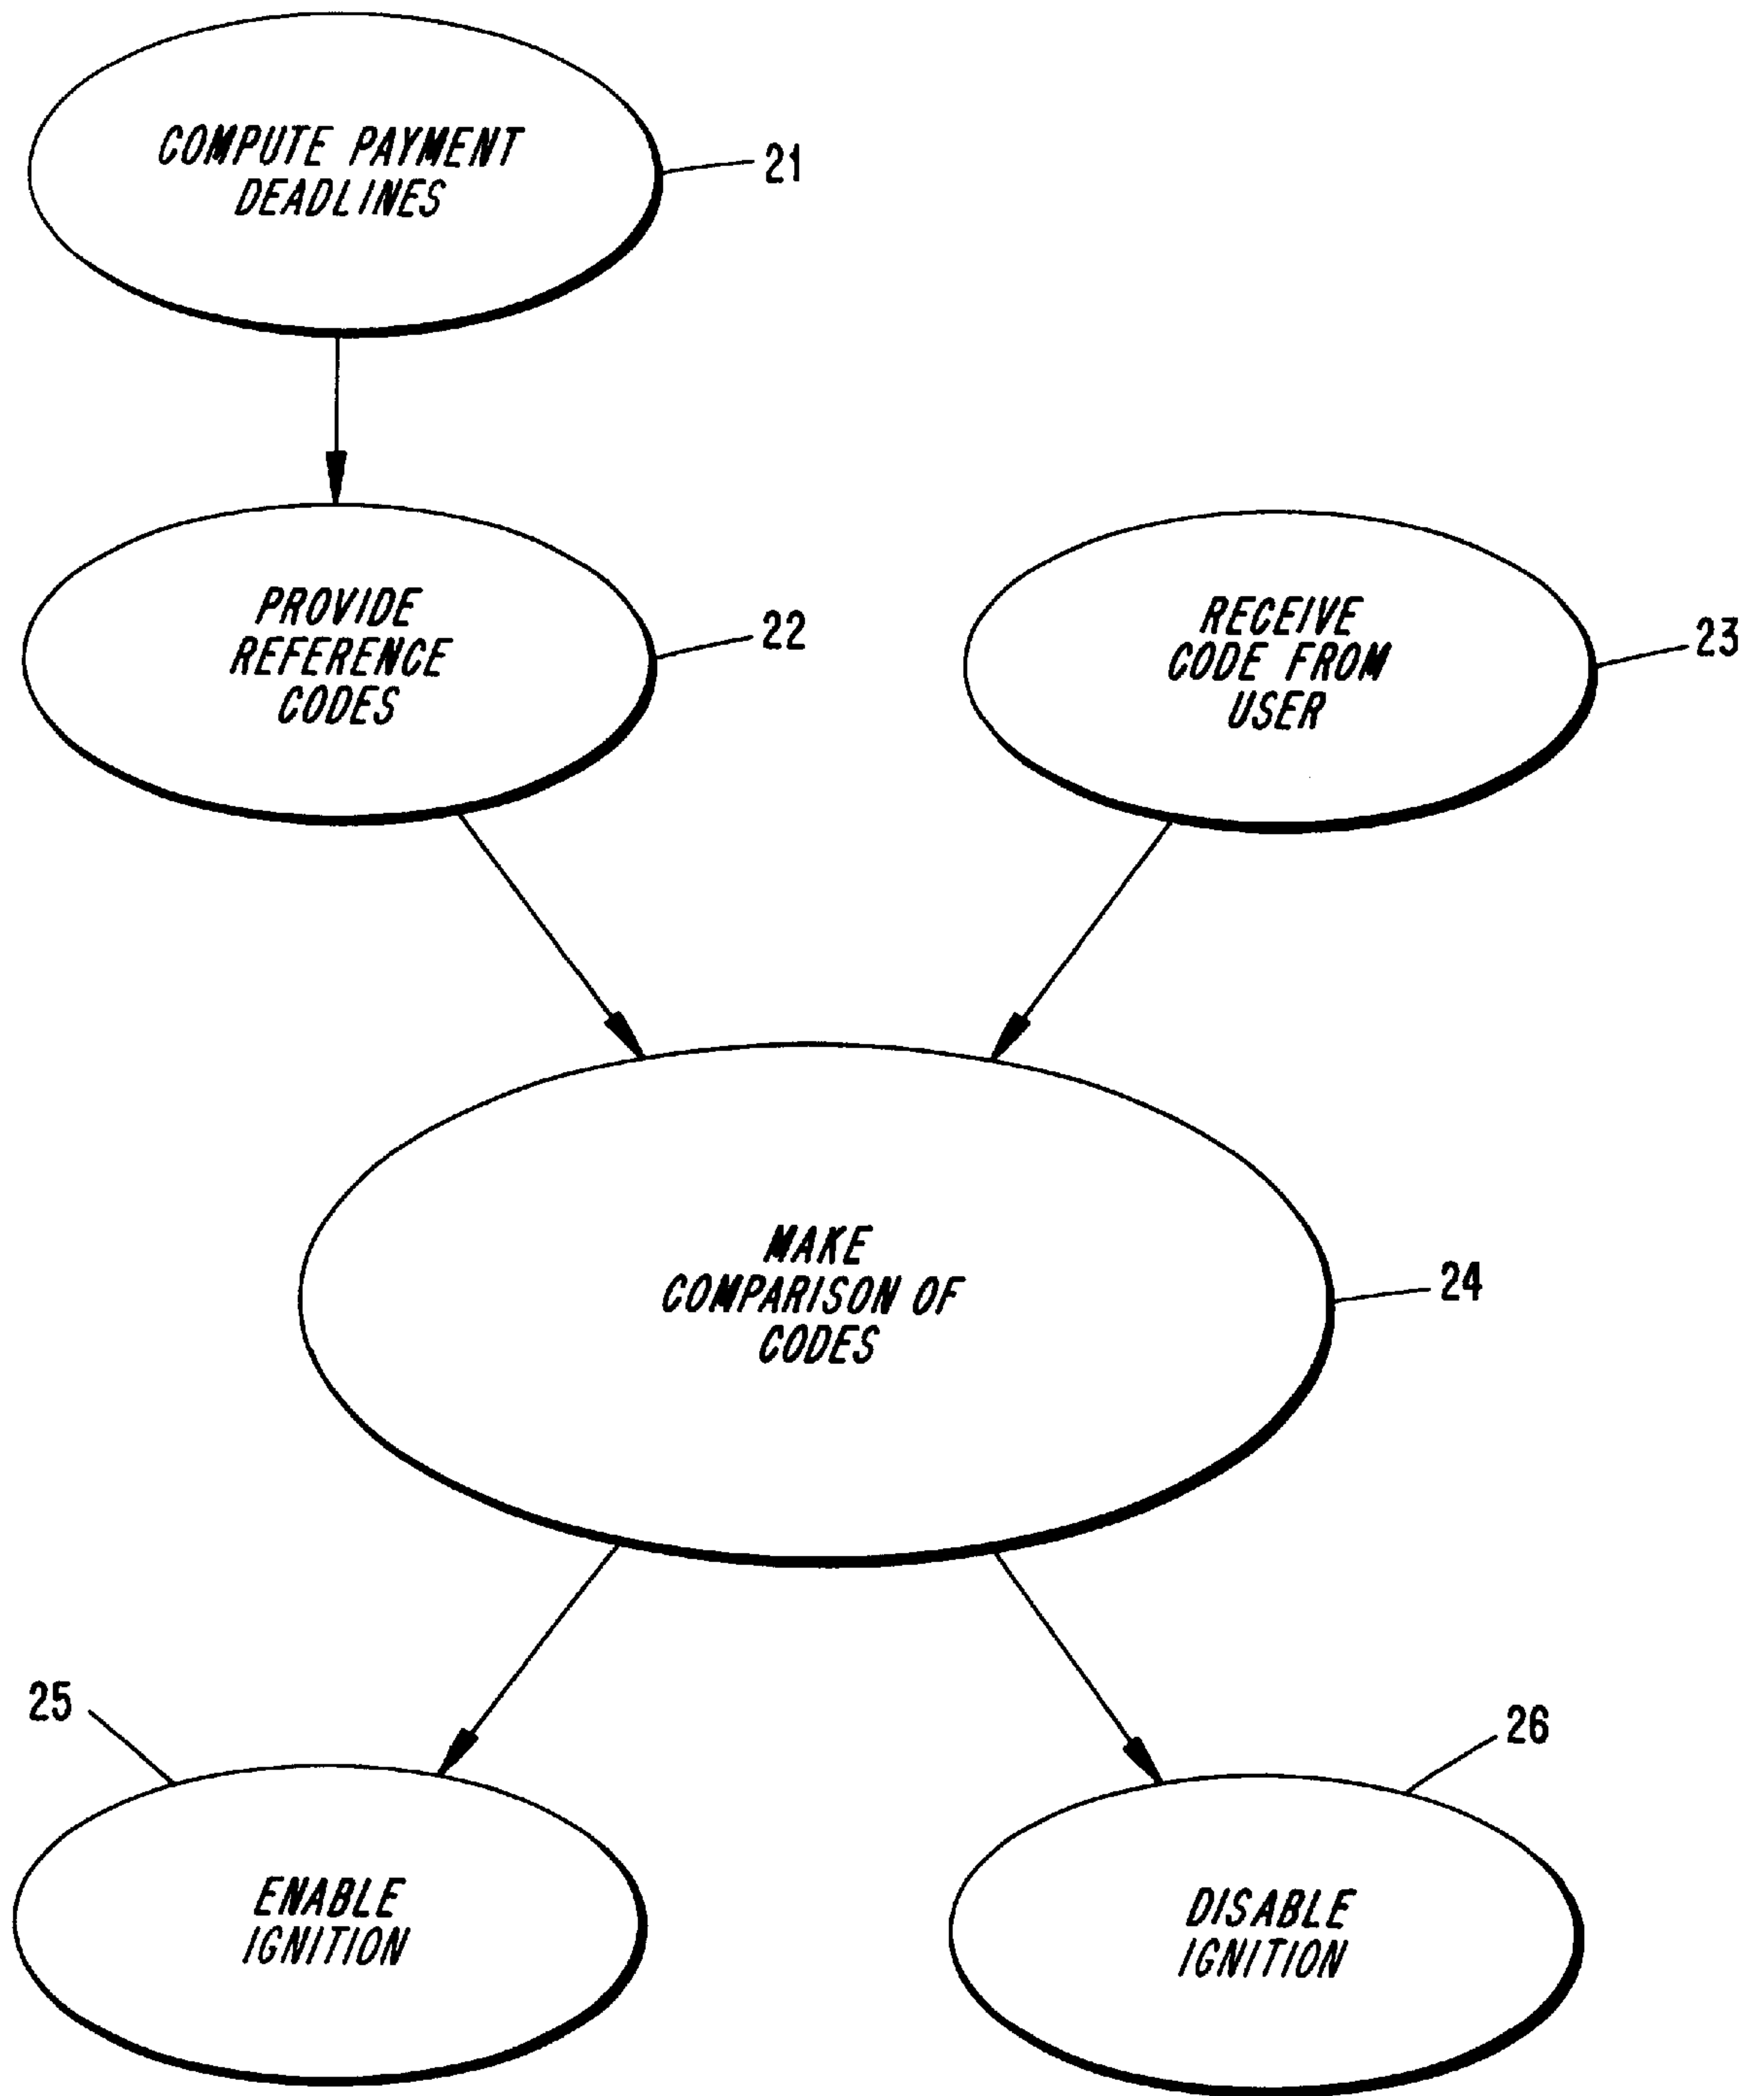 COMPUTE PAYMENT
DEADLINES
21
PROVIDE
REFERENCE
CODES
22
RECEIVE
CODE FROM
USER
23
MAKE
COMPARISON OF
CODES
24
25
ENABLE
IGNITION
26
DISABLE
IGNITION